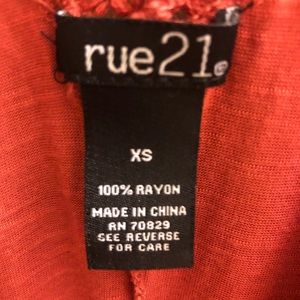 rue21®
XS
100% RAYON
MADE IN CHINA
RN 70829
SEE REVERSE
FOR CARE